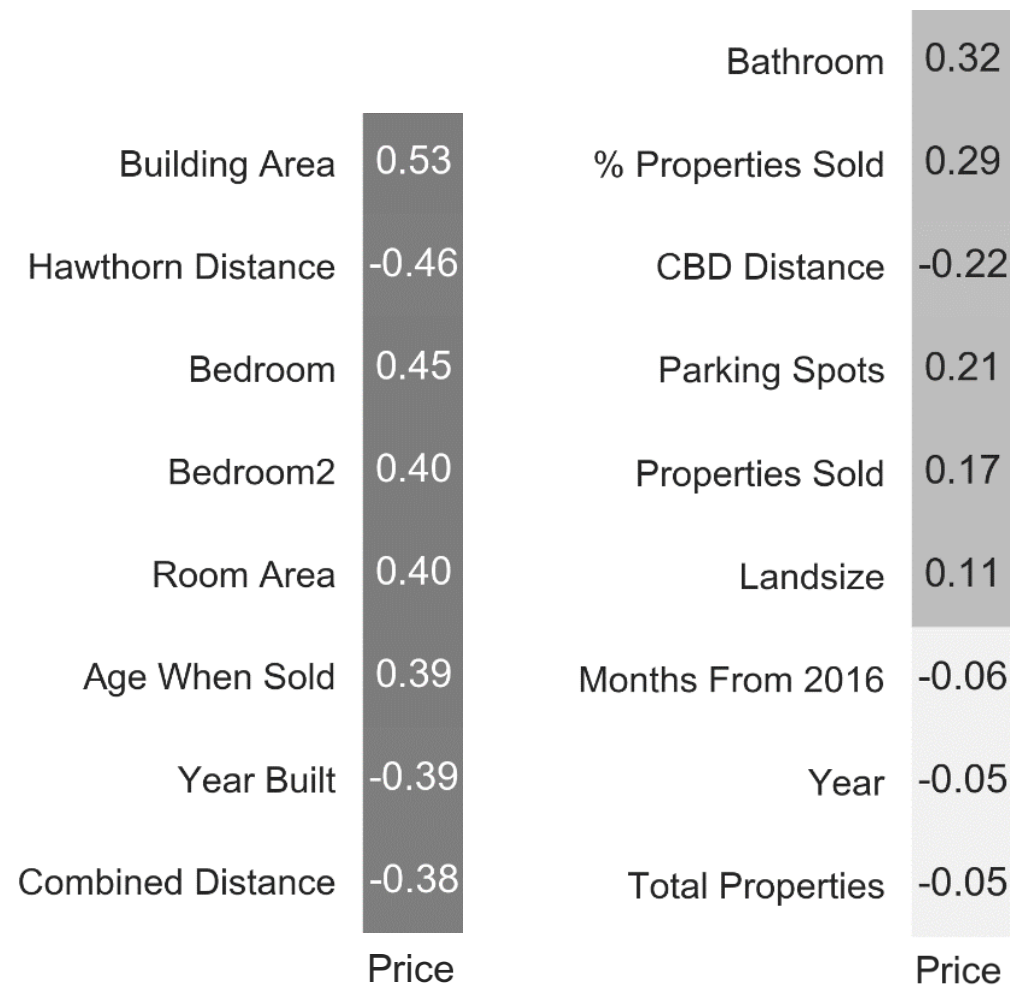 Building Area 0.53
Hawthorn Distance -0.46
Bedroom 0.45
Bedroom2 0.40
Room Area 0.40
Age When Sold 0.39
Year Built -0.39
Combined Distance -0.38
Price
Bathroom 0.32
% Properties Sold 0.29
CBD Distance -0.22
Parking Spots 0.21
Properties Sold 0.17
Landsize 0.11
Months From 2016 -0.06
Year -0.05
Total Properties -0.05
Price